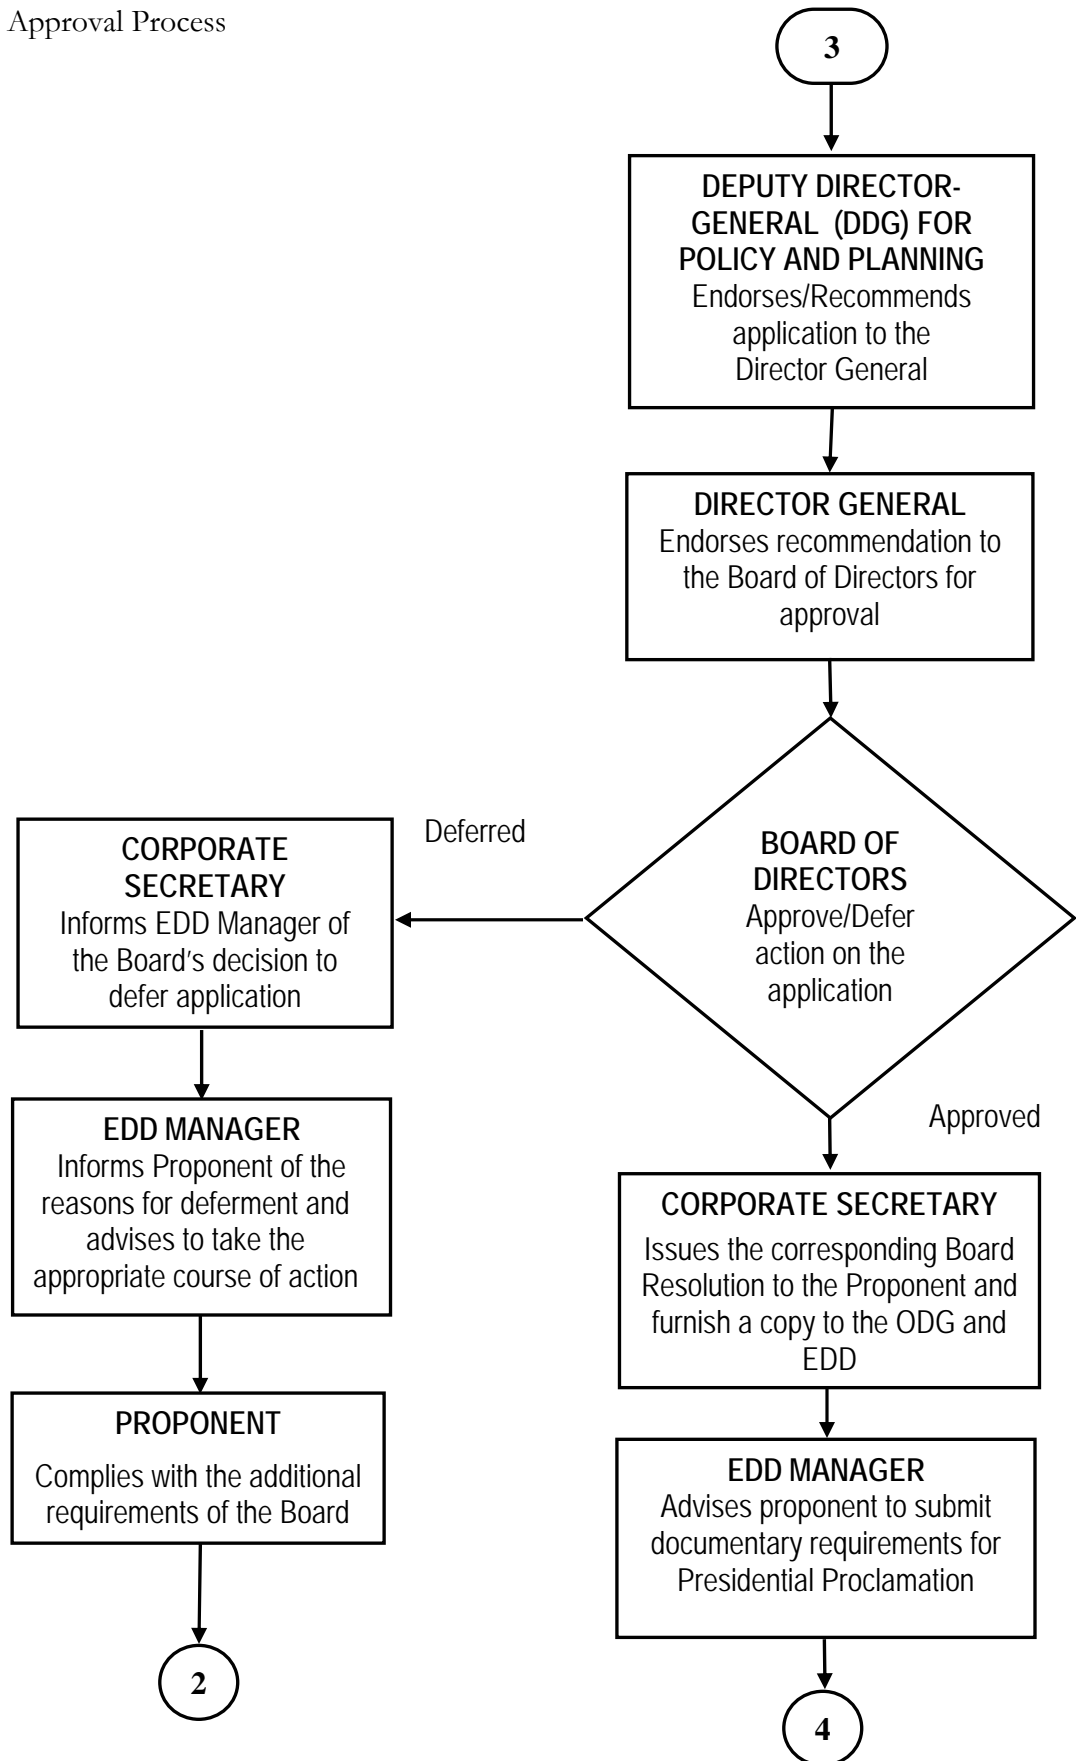 Approval Process
3
DEPUTY DIRECTOR-
GENERAL (DDG) FOR
POLICY AND PLANNING
Endorses/Recommends
application to the
Director General
DIRECTOR GENERAL
Endorses recommendation to
the Board of Directors for
approval
BOARD OF
DIRECTORS
Approve/Defer
action on the
application
Deferred
CORPORATE
SECRETARY
Informs EDD Manager of
the Board's decision to
defer application
EDD MANAGER
Informs Proponent of the
reasons for deferment and
advises to take the
appropriate course of action
PROPONENT
Complies with the additional
requirements of the Board
2
Approved
CORPORATE SECRETARY
Issues the corresponding Board
Resolution to the Proponent and
furnish a copy to the ODG and
EDD
EDD MANAGER
Advises proponent to submit
documentary requirements for
Presidential Proclamation
4